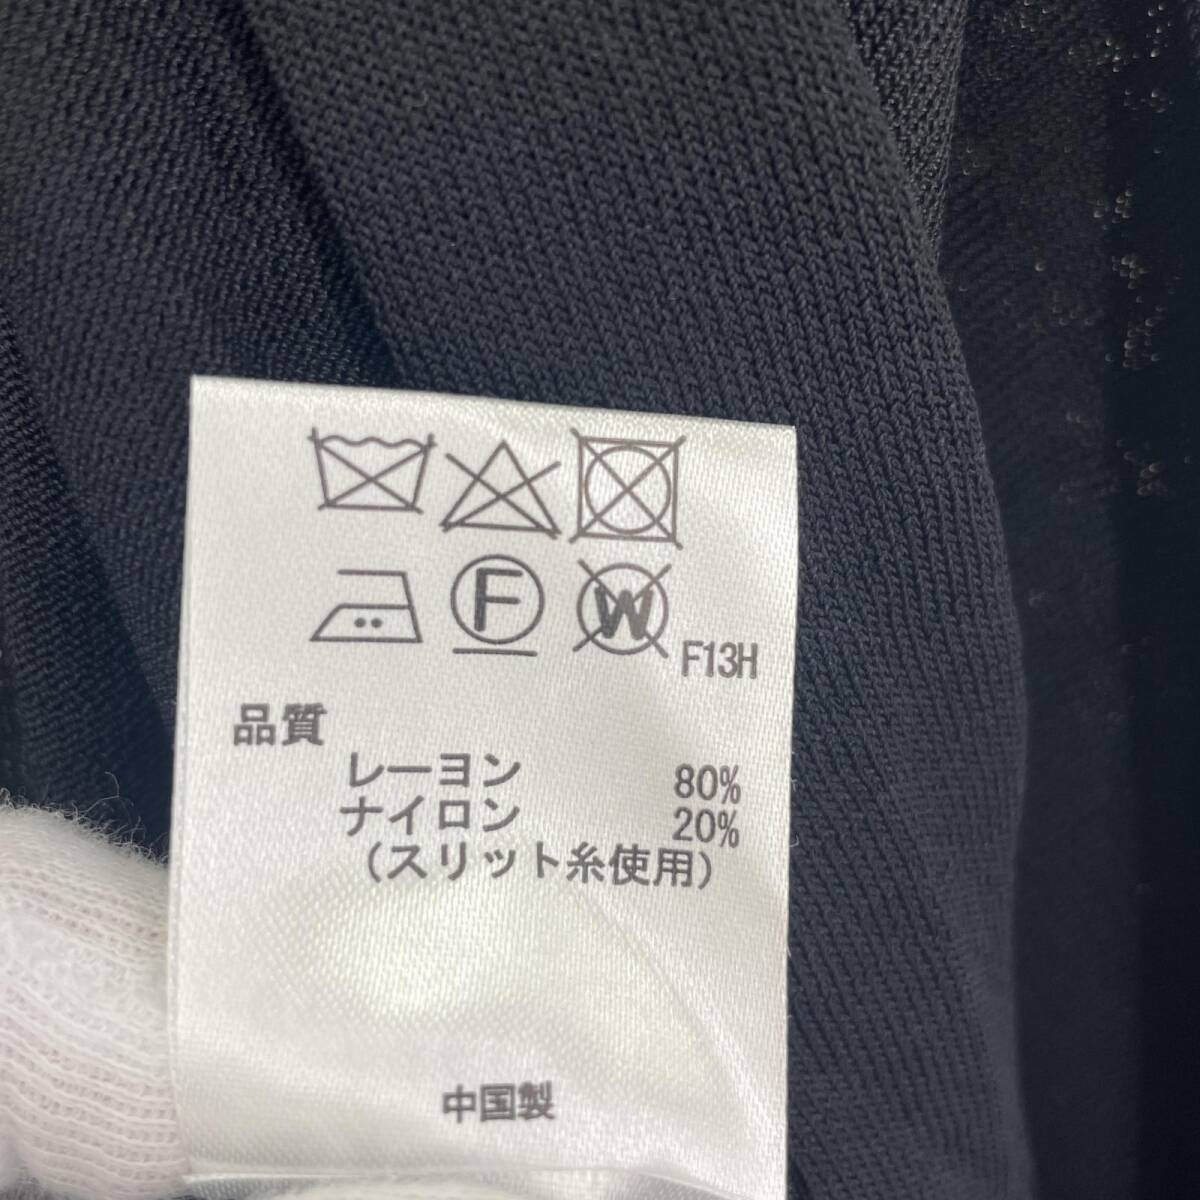 F W F13H
品質
レーヨン 80%
ナイロン 20%
(スリット糸使用)
中国製